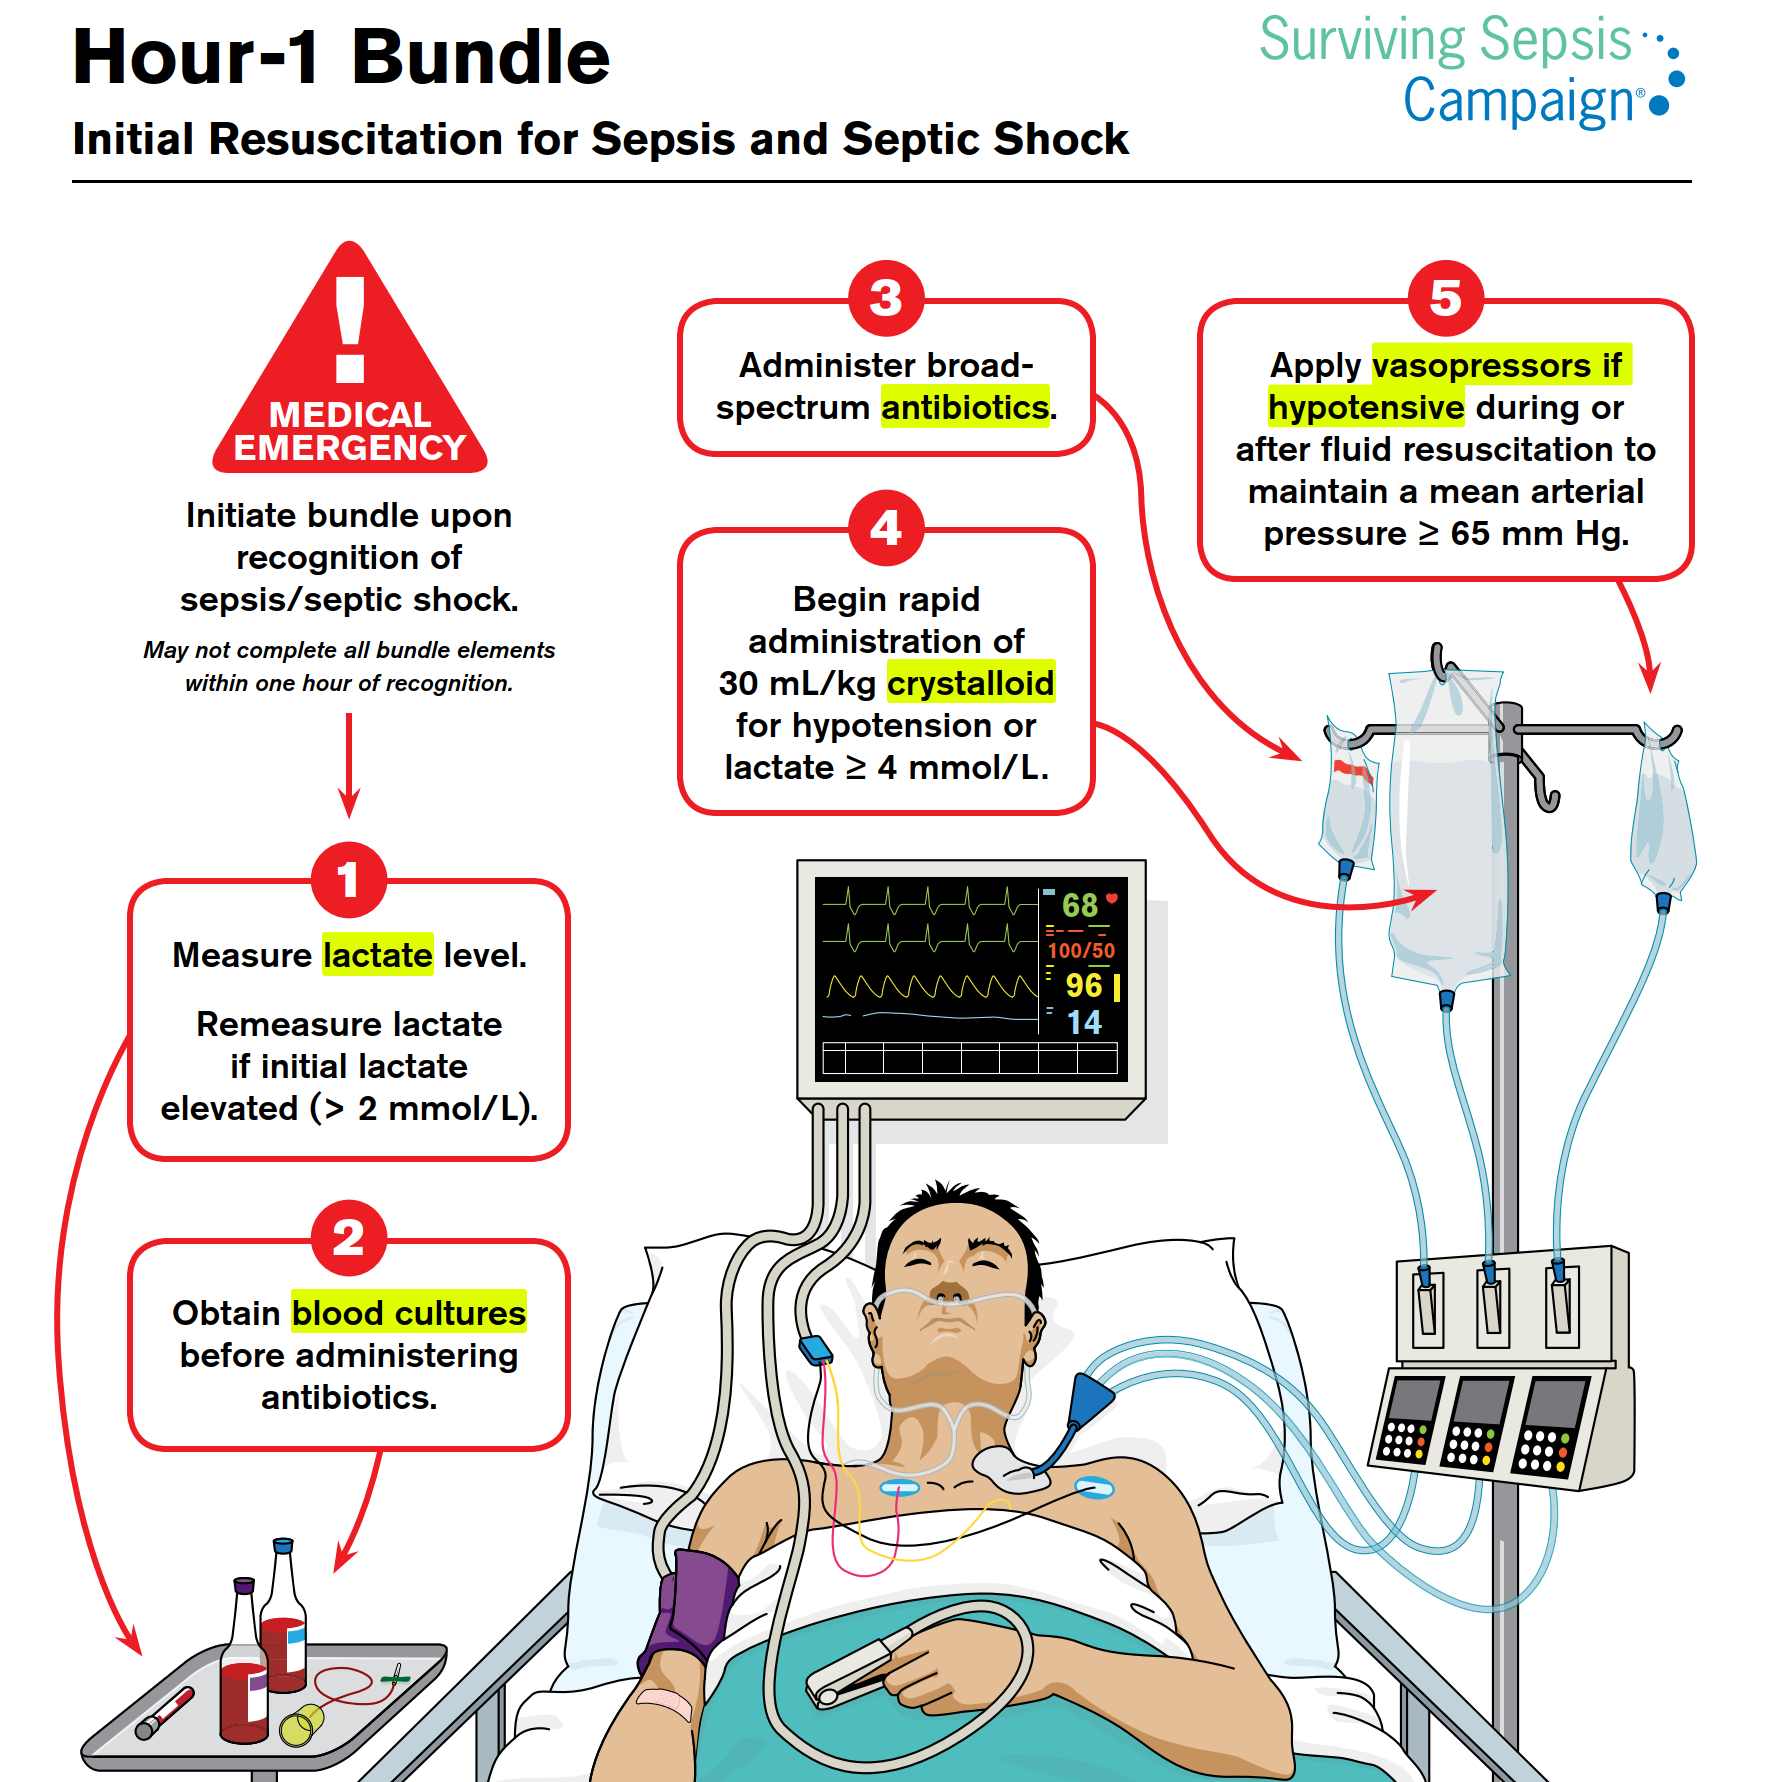 Hour-1 Bundle
Initial Resuscitation for Sepsis and Septic Shock
Surviving Sepsis
Campaign®
!
MEDICAL
EMERGENCY
Initiate bundle upon
recognition of
sepsis/septic shock.
May not complete all bundle elements
within one hour of recognition.
1
Measure lactate level.
Remeasure lactate
if initial lactate
elevated (> 2 mmol/L).
2
Obtain blood cultures
before administering
antibiotics.
3
Administer broad-
spectrum antibiotics.
4
Begin rapid
administration of
30 mL/kg crystalloid
for hypotension or
lactate ≥ 4 mmol/L.
5
Apply vasopressors if
hypotensive during or
after fluid resuscitation to
maintain a mean arterial
pressure ≥ 65 mm Hg.
68
100/50
96
14